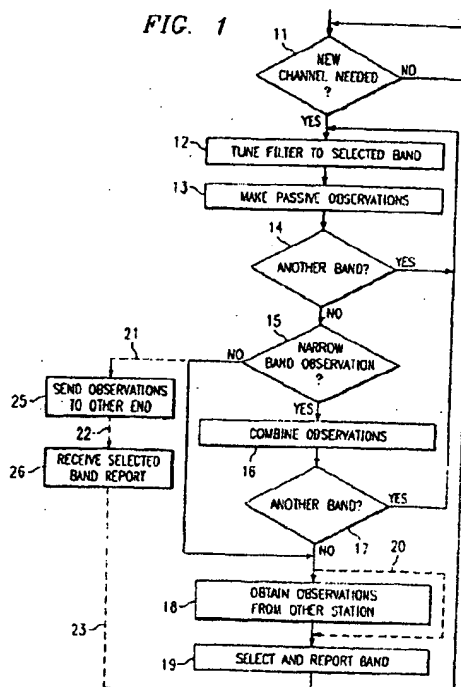 FIG. 1
11
NEW
CHANNEL NEEDED
?
NO
YES
12
TUNE FILTER TO SELECTED BAND
13
MAKE PASSIVE OBSERVATIONS
14
ANOTHER BAND?
YES
NO
15
NARROW
BAND OBSERVATION
?
NO
21
YES
25
SEND OBSERVATIONS
TO OTHER END
22
26
RECEIVE SELECTED
BAND REPORT
COMBINE OBSERVATIONS
16
ANOTHER BAND?
YES
17
NO
20
18
OBTAIN OBSERVATIONS
FROM OTHER STATION
23
19
SELECT AND REPORT BAND